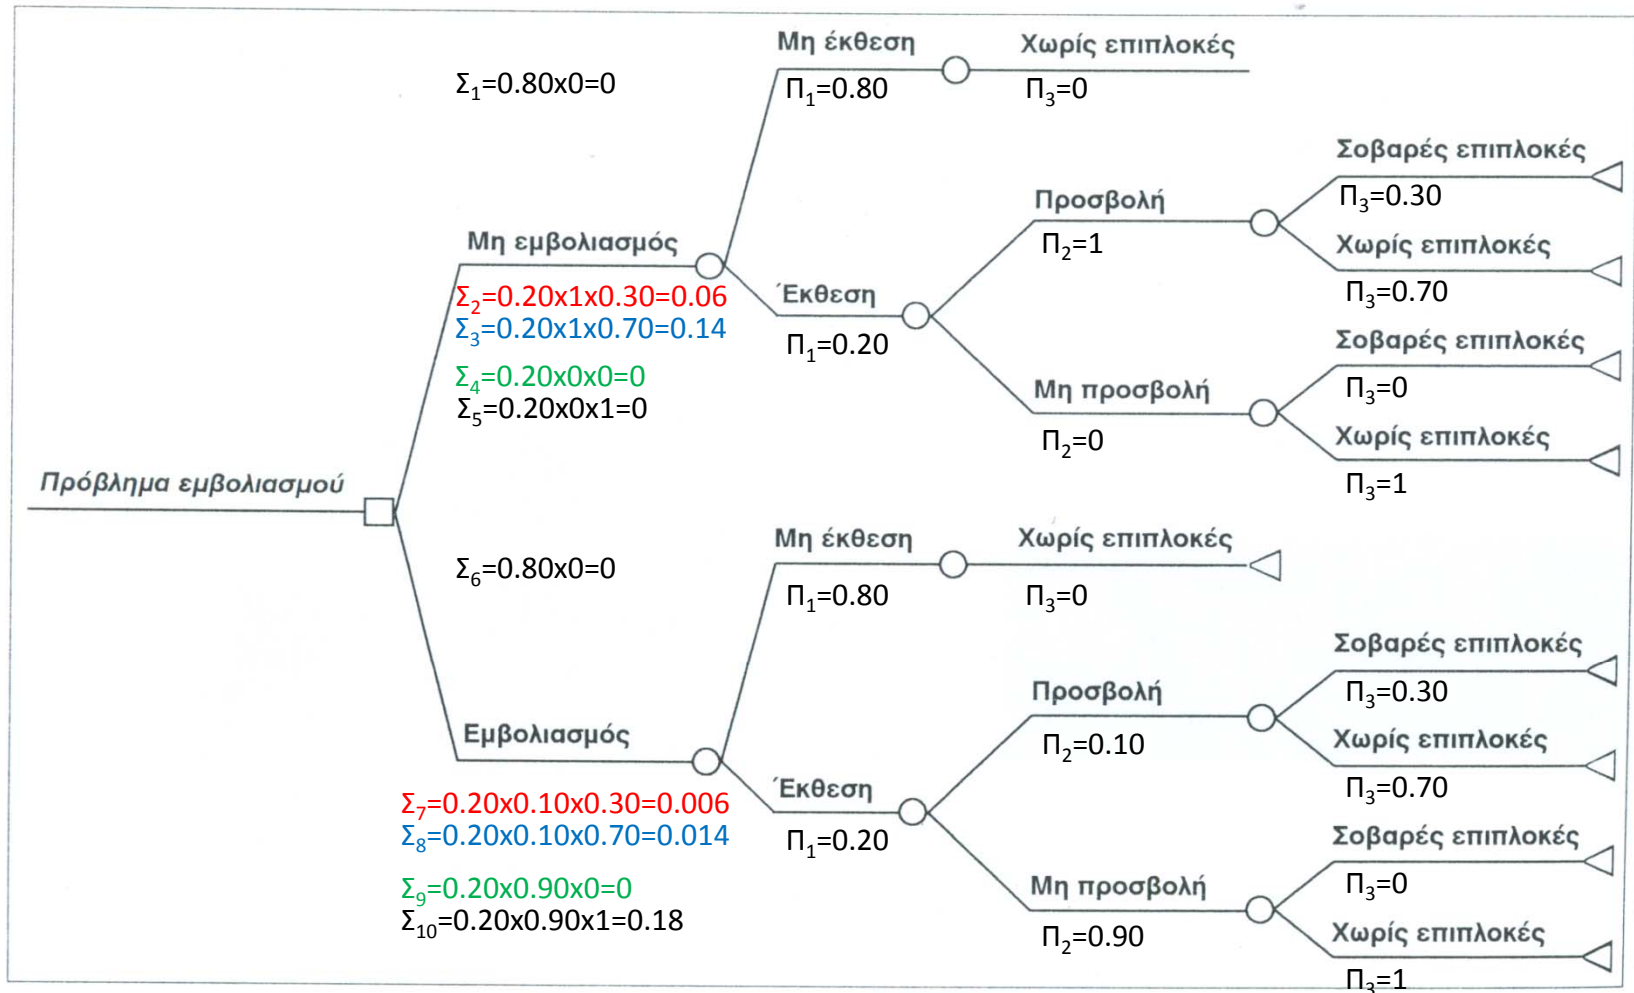 Μη έκθεση
Χωρίς επιπλοκές
Σ₁=0.80x0=0
Π₁=0.80
Π₃=0
Σοβαρές επιπλοκές
Π₃=0.30
Προσβολή
Π₂=1
Χωρίς επιπλοκές
Π₃=0.70
Μη εμβολιασμός
Σ₂=0.20x1x0.30=0.06
Σ₃=0.20x1x0.70=0.14
Σ₄=0.20x0x0=0
Σ₅=0.20x0x1=0
Έκθεση
Π₁=0.20
Σοβαρές επιπλοκές
Π₃=0
Μη προσβολή
Π₂=0
Χωρίς επιπλοκές
Π₃=1
Πρόβλημα εμβολιασμού
Μη έκθεση
Χωρίς επιπλοκές
Σ₆=0.80x0=0
Π₁=0.80
Π₃=0
Σοβαρές επιπλοκές
Π₃=0.30
Προσβολή
Π₂=0.10
Χωρίς επιπλοκές
Π₃=0.70
Εμβολιασμός
Σ₇=0.20x0.10x0.30=0.006
Σ₈=0.20x0.10x0.70=0.014
Σ₉=0.20x0.90x0=0
Σ₁₀=0.20x0.90x1=0.18
Έκθεση
Π₁=0.20
Σοβαρές επιπλοκές
Π₃=0
Μη προσβολή
Π₂=0.90
Χωρίς επιπλοκές
Π₃=1